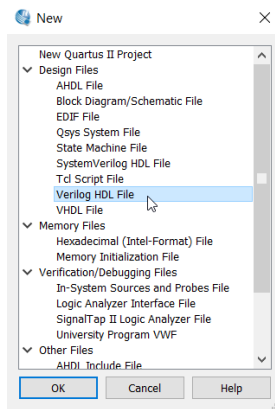 New
New Quartus II Project
Design Files
AHDL File
Block Diagram/Schematic File
EDIF File
Qsys System File
State Machine File
SystemVerilog HDL File
Tcl Script File
Verilog HDL File
VHDL File
Memory Files
Hexadecimal (Intel-Format) File
Memory Initialization File
Verification/Debugging Files
In-System Sources and Probes File
Logic Analyzer Interface File
SignalTap II Logic Analyzer File
University Program VWF
Other Files
AHDL Include File
OK Cancel Help